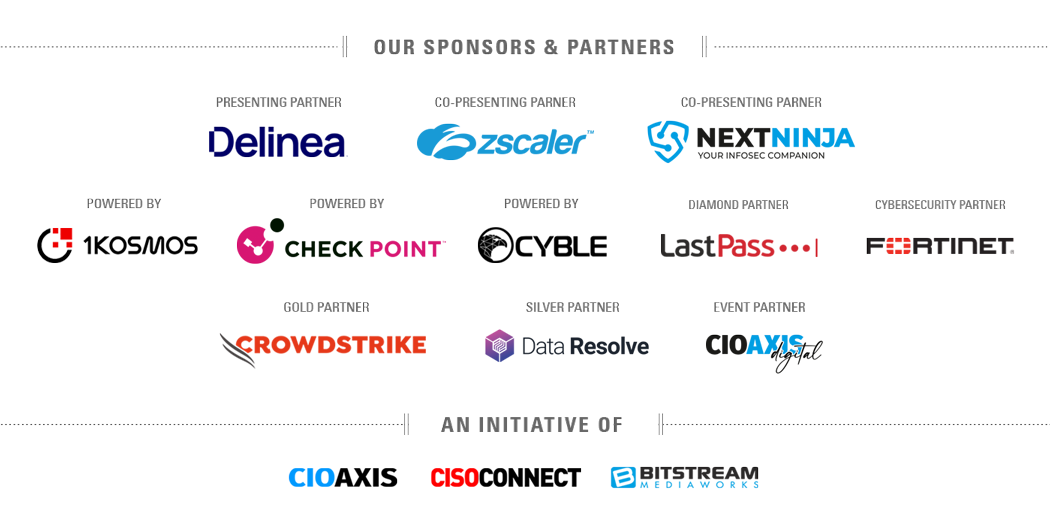 OUR SPONSORS & PARTNERS
PRESENTING PARTNER
Delinea
CO-PRESENTING PARNER
zscaler™
CO-PRESENTING PARNER
NEXTNINJA
YOUR INFOSEC COMPANION
POWERED BY
1KOSMOS
POWERED BY
CHECK POINT™
POWERED BY
CYBLE
DIAMOND PARTNER
LastPass
CYBERSECURITY PARTNER
FORTINET
GOLD PARTNER
CROWDSTRIKE
SILVER PARTNER
Data Resolve
EVENT PARTNER
CIOAXIS
digital
AN INITIATIVE OF
CIOAXIS
CISOCONNECT
BITSTREAM
MEDIAWORKS